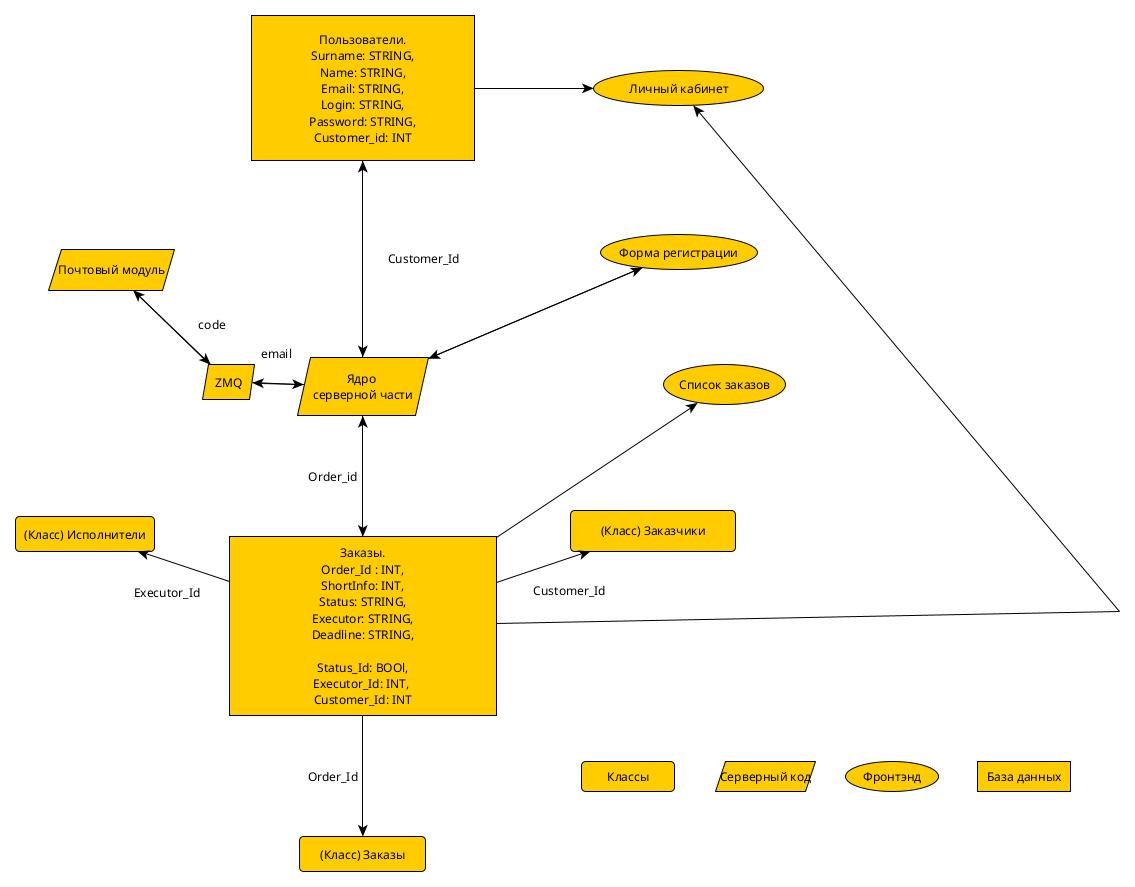 Пользователи.
Surname: STRING,
Name: STRING,
Email: STRING,
Login: STRING,
Password: STRING,
Customer_id: INT
Личный кабинет
Почтовый модуль
Customer_Id
Форма регистрации
code
email
ZMQ
Ядро
серверной части
Список заказов
Order_id
(Класс) Исполнители
(Класс) Заказчики
Executor_Id
Customer_Id
Заказы.
Order_Id : INT,
ShortInfo: INT,
Status: STRING,
Executor: STRING,
Deadline: STRING,
Status_Id: BOOl,
Executor_Id: INT,
Customer_Id: INT
Order_Id
Классы
Серверный код
Фронтэнд
База данных
(Класс) Заказы